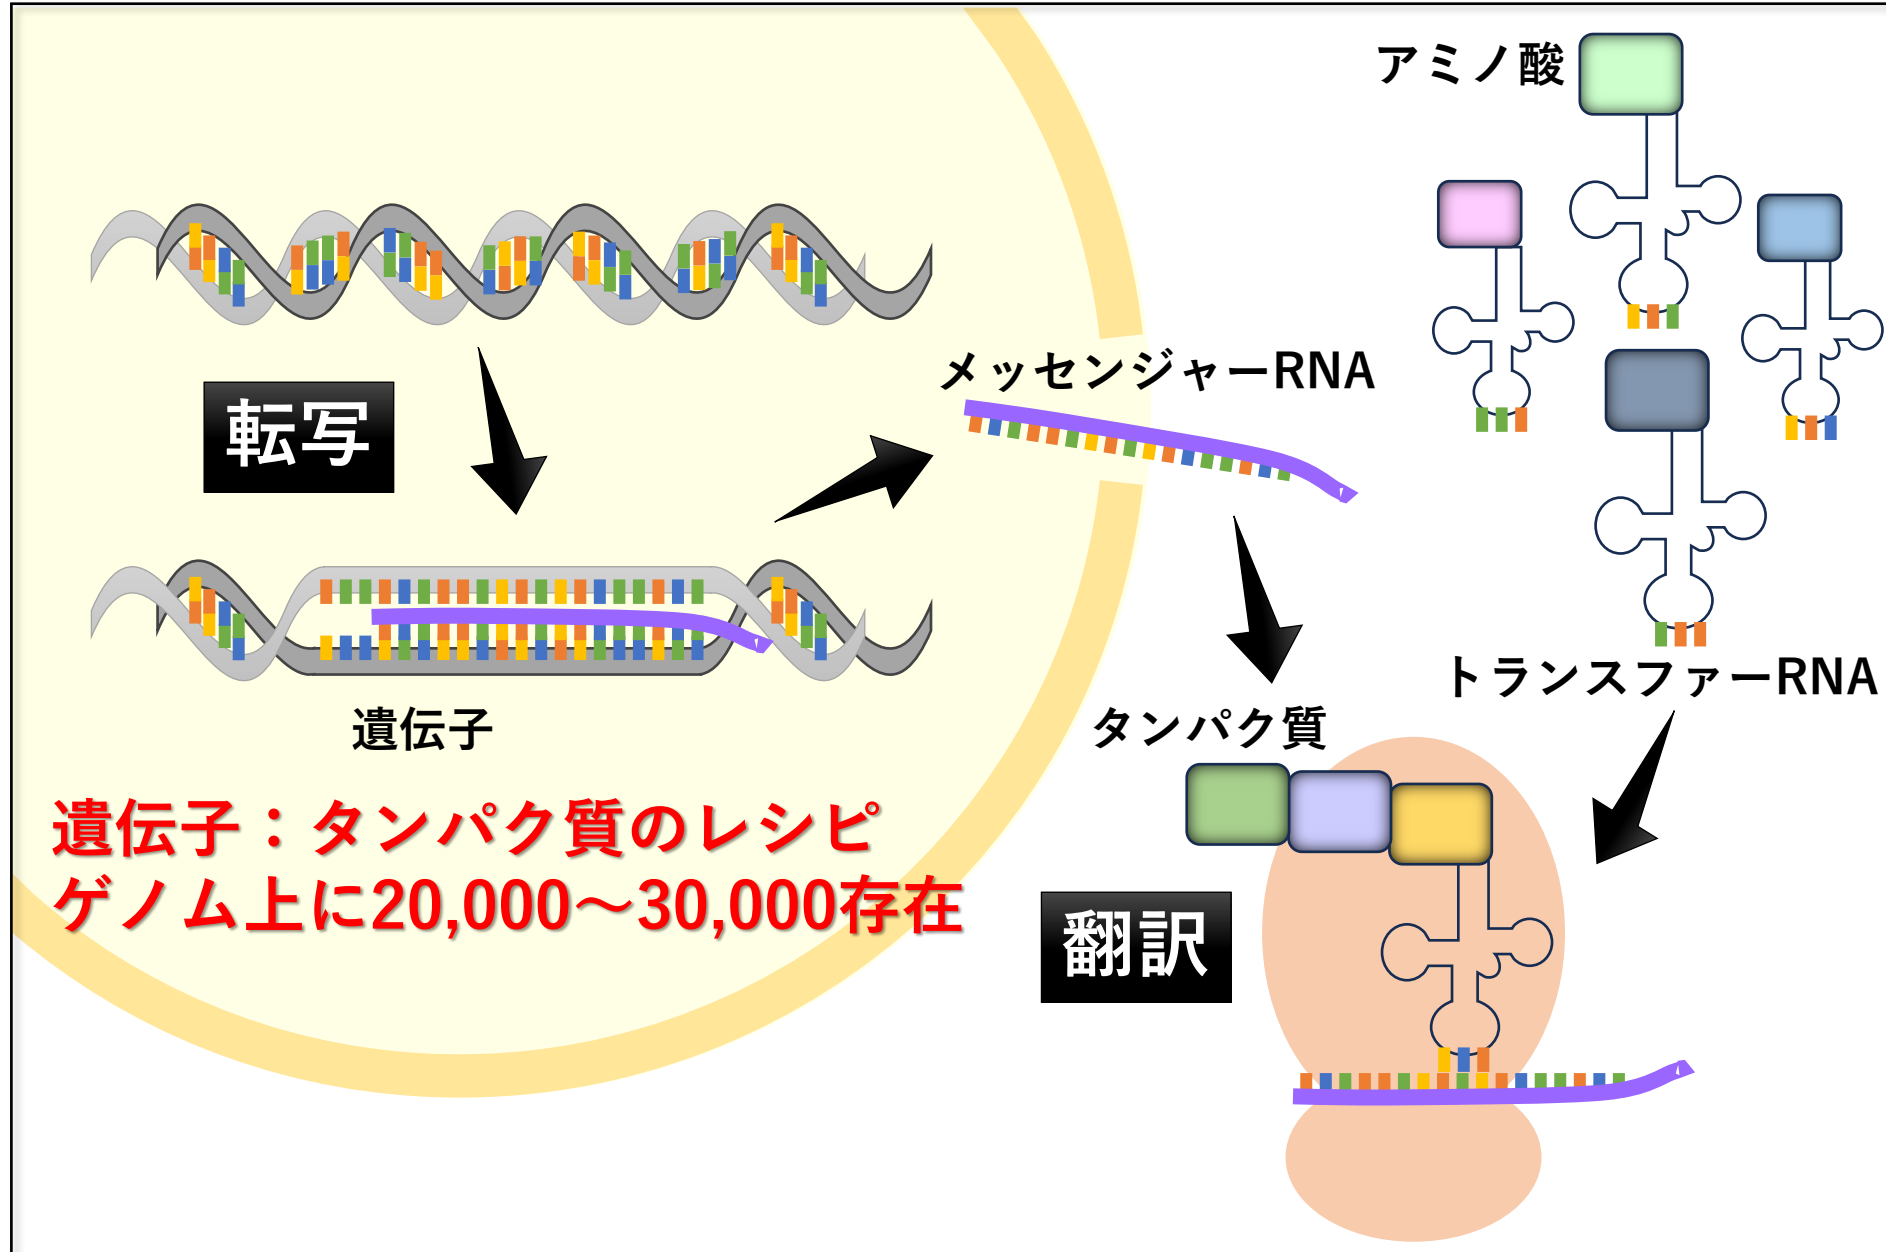 アミノ酸
転写
メッセンジャーRNA
遺伝子
トランスファーRNA
タンパク質
遺伝子：タンパク質のレシピ
ゲノム上に20,000～30,000存在
翻訳